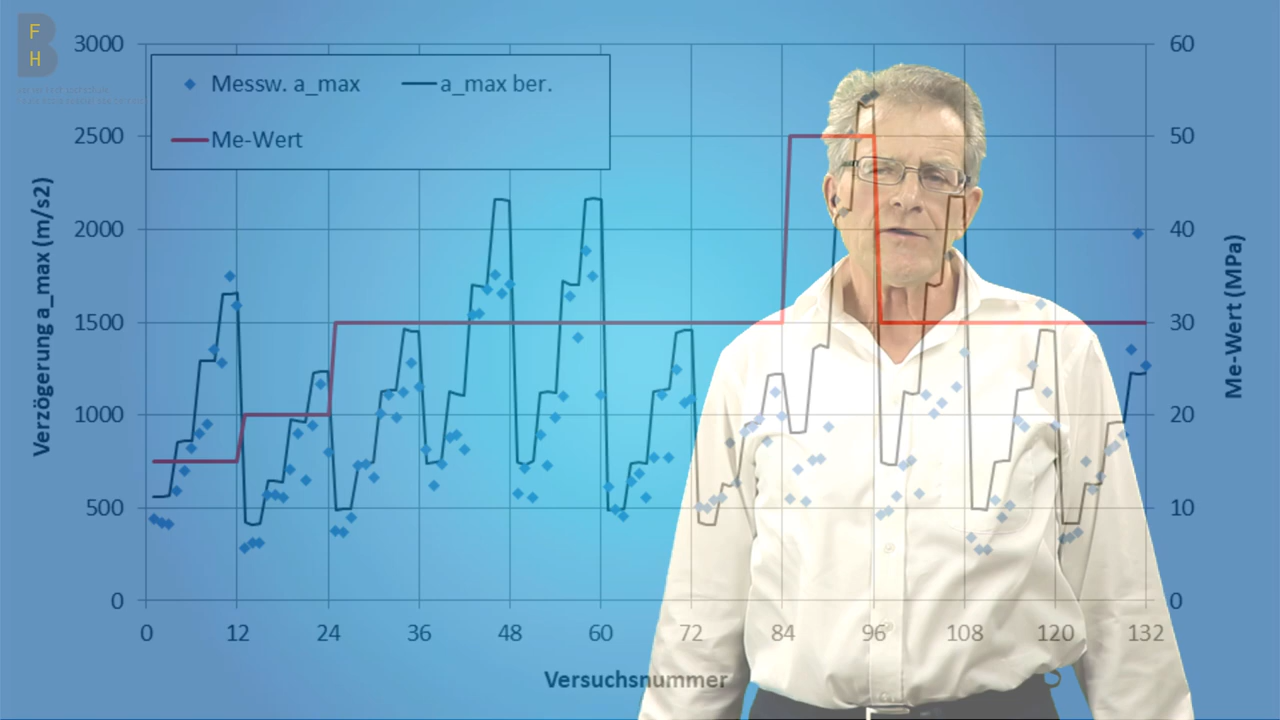 F
H
3000
2500
2000
1500
1000
500
0
Verzögerung a_max (m/s2)
Messw. a_max
a_max ber.
Me-Wert
60
50
40
30
20
10
0
Me-Wert (MPa)
0 12 24 36 48 60 72 84 96 108 120 132
Versuchsnummer